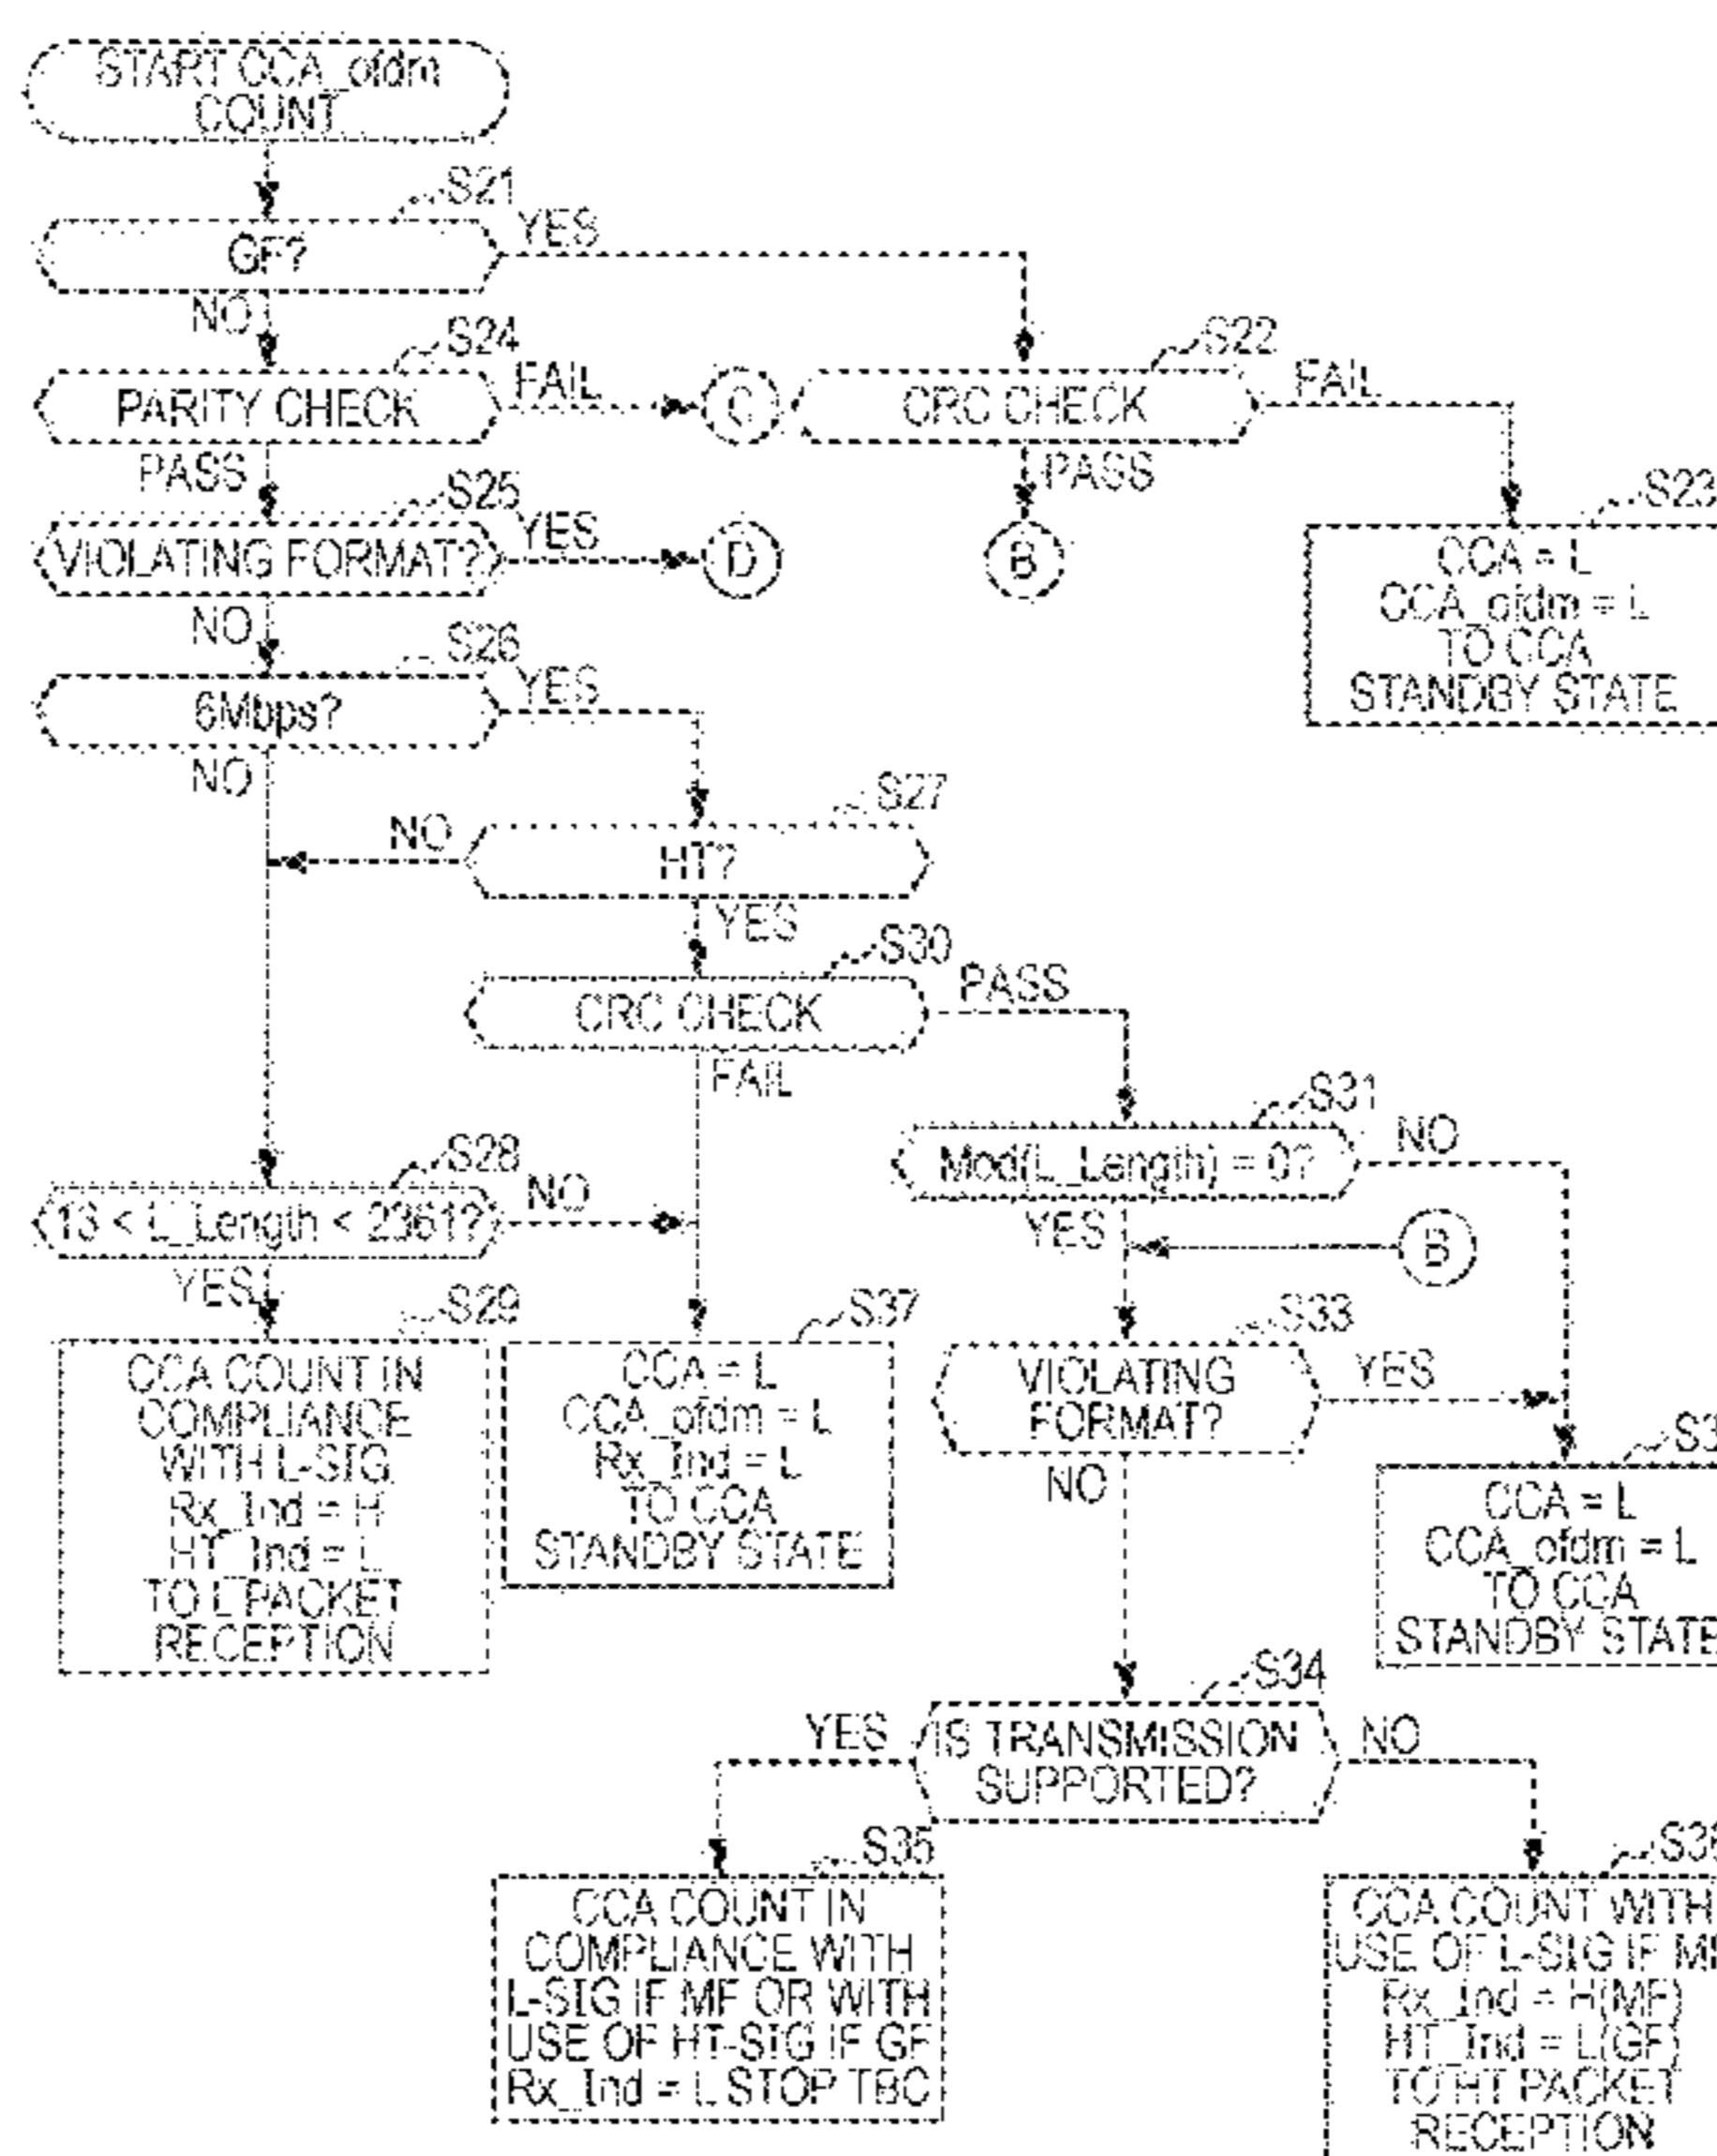 START CCA_ofdm
COUNT
S21
GF?
YES
NO
S24
PARITY CHECK
FAIL
C
S22
CRC CHECK
FAIL
PASS
S25
VIOLATING FORMAT?
YES
D
PASS
B
S23
CCA = L
CCA_ofdm = L
TO CCA
STANDBY STATE
NO
S26
6Mbps?
YES
NO
S27
HT?
NO
YES
S30
CRC CHECK
PASS
FAIL
S31
Mod(L_Length) = 0?
NO
YES
B
S28
13 < L_Length < 2361?
NO
YES
S29
CCA COUNT IN
COMPLIANCE
WITH L-SIG
Rx_Ind = H
HT_Ind = L
TO L PACKET
RECEPTION
S37
CCA = L
CCA_ofdm = L
Rx_Ind = L
TO CCA
STANDBY STATE
S33
VIOLATING
FORMAT?
YES
NO
CCA = L
CCA_ofdm = L
TO CCA
STANDBY STATE
S34
IS TRANSMISSION
SUPPORTED?
YES
NO
S35
CCA COUNT IN
COMPLIANCE WITH
L-SIG IF MF OR WITH
USE OF HT-SIG IF GF
Rx_Ind = L STOP TBC
S36
CCA COUNT WITH
USE OF L-SIG IF MF
Rx_Ind = H(MF)
HT_Ind = L(GF)
TO HT PACKET
RECEPTION